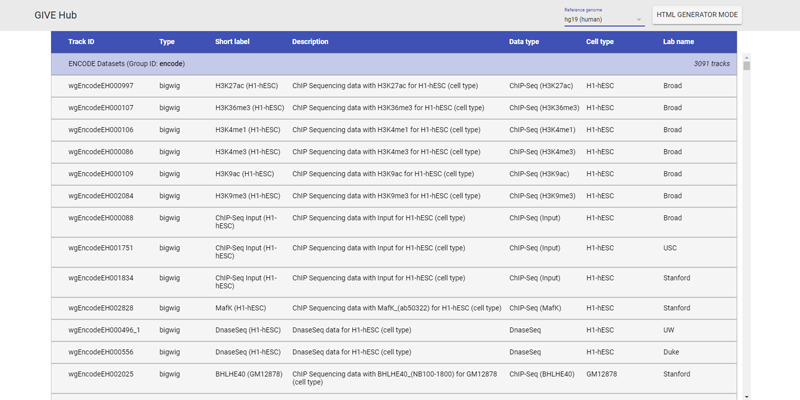 GIVE Hub
Reference genome
hg19 (human)
HTML GENERATOR MODE
Track ID Type Short label Description Data type Cell type Lab name
ENCODE Datasets (Group ID: encode) 3091 tracks
wgEncodeEH000997 bigwig H3K27ac (H1-hESC) ChIP Sequencing data with H3K27ac for H1-hESC (cell type) ChIP-Seq (H3K27ac) H1-hESC Broad
wgEncodeEH000107 bigwig H3K36me3 (H1-hESC) ChIP Sequencing data with H3K36me3 for H1-hESC (cell type) ChIP-Seq (H3K36me3) H1-hESC Broad
wgEncodeEH000106 bigwig H3K4me1 (H1-hESC) ChIP Sequencing data with H3K4me1 for H1-hESC (cell type) ChIP-Seq (H3K4me1) H1-hESC Broad
wgEncodeEH000086 bigwig H3K4me3 (H1-hESC) ChIP Sequencing data with H3K4me3 for H1-hESC (cell type) ChIP-Seq (H3K4me3) H1-hESC Broad
wgEncodeEH000109 bigwig H3K9ac (H1-hESC) ChIP Sequencing data with H3K9ac for H1-hESC (cell type) ChIP-Seq (H3K9ac) H1-hESC Broad
wgEncodeEH002084 bigwig H3K9me3 (H1-hESC) ChIP Sequencing data with H3K9me3 for H1-hESC (cell type) ChIP-Seq (H3K9me3) H1-hESC Broad
wgEncodeEH000088 bigwig ChIP-Seq Input (H1- ChIP Sequencing data with Input for H1-hESC (cell type) ChIP-Seq (Input) H1-hESC Broad
hESC)
wgEncodeEH001751 bigwig ChIP-Seq Input (H1- ChIP Sequencing data with Input for H1-hESC (cell type) ChIP-Seq (Input) H1-hESC USC
hESC)
wgEncodeEH001834 bigwig ChIP-Seq Input (H1- ChIP Sequencing data with Input for H1-hESC (cell type) ChIP-Seq (Input) H1-hESC Stanford
hESC)
wgEncodeEH002828 bigwig MafK (H1-hESC) ChIP Sequencing data with MafK_(ab50322) for H1-hESC (cell type) ChIP-Seq (MafK) H1-hESC Stanford
wgEncodeEH000496_1 bigwig DnaseSeq (H1-hESC) DnaseSeq data for H1-hESC (cell type) DnaseSeq H1-hESC UW
wgEncodeEH000556 bigwig DnaseSeq (H1-hESC) DnaseSeq data for H1-hESC (cell type) DnaseSeq H1-hESC Duke
wgEncodeEH002025 bigwig BHLHE40 (GM12878) ChIP Sequencing data with BHLHE40_(NB100-1800) for GM12878 ChIP-Seq (BHLHE40) GM12878 Stanford
(cell type)